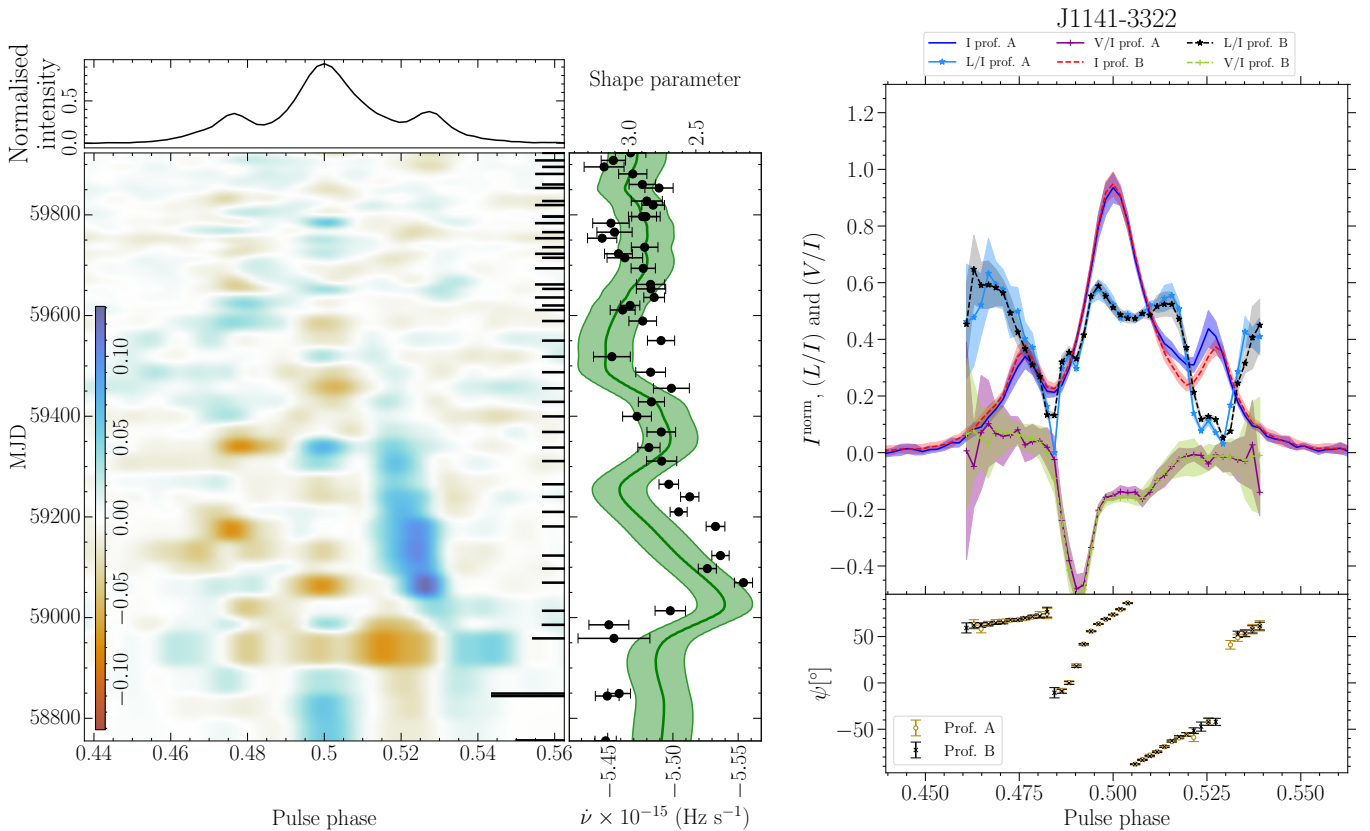 J1141-3322
I prof. A
V/I prof. A
L/I prof. B
L/I prof. A
I prof. B
V/I prof. B
Normalised
intensity
0.0
0.5
Shape parameter
3.0
2.5
MJD
59800
59600
59400
59200
59000
58800
0.10
0.05
0.00
−0.05
−0.10
0.44
0.46
0.48
0.5
0.52
0.54
0.56
Pulse phase
−5.45
−5.50
−5.55
ν̇ × 10⁻¹⁵ (Hz s⁻¹)
Iⁿᵒʳᵐ, (L/I) and (V/I)
1.2
1.0
0.8
0.6
0.4
0.2
0.0
−0.2
−0.4
ψ[°]
50
0
−50
Prof. A
Prof. B
0.450
0.475
0.500
0.525
0.550
Pulse phase